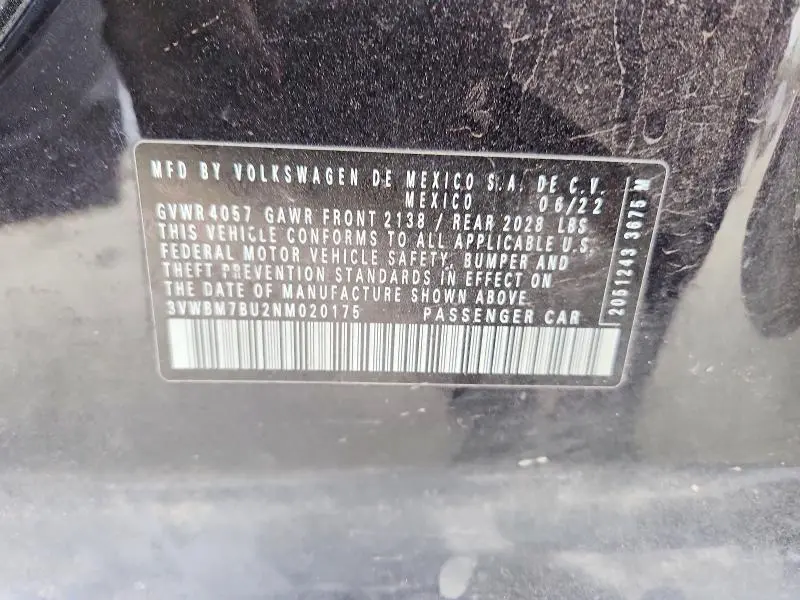 MFD BY VOLKSWAGEN DE MEXICO S.A. DE C.V.
MEXICO 06/22
GVWR 4057 GAWR FRONT 2138 / REAR 2028 LBS
THIS VEHICLE CONFORMS TO ALL APPLICABLE U.S.
FEDERAL MOTOR VEHICLE SAFETY, BUMPER AND
THEFT PREVENTION STANDARDS IN EFFECT ON
THE DATE OF MANUFACTURE SHOWN ABOVE.
3VWBM7BU2NM020175 PASSENGER CAR
2051243 3675 M